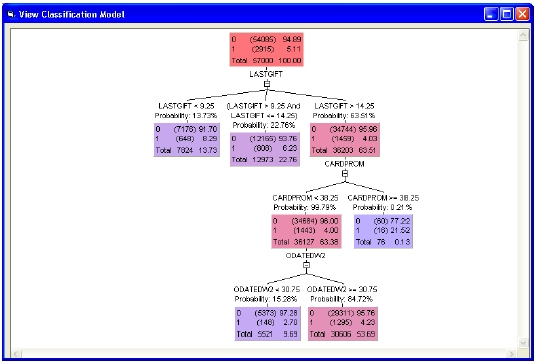 View Classification Model
0 (54085) 94.89
1 (2915) 5.11
Total 57000 100.00
LASTGIFT
LASTGIFT < 9.25
Probability: 13.73%
0 (7176) 91.70
1 (648) 8.29
Total 7824 13.73
(LASTGIFT > 9.25 And
LASTGIFT <= 14.25)
Probability: 22.76%
0 (12165) 93.76
1 (808) 6.23
Total 12973 22.76
LASTGIFT > 14.25
Probability: 63.51%
0 (34744) 95.96
1 (1459) 4.03
Total 36203 63.51
CARDPROM
CARDPROM < 38.25
Probability: 99.79%
0 (34684) 96.00
1 (1443) 4.00
Total 36127 63.38
CARDPROM >= 38.25
Probability: 0.21%
0 (60) 77.22
1 (16) 21.52
Total 76 0.13
ODATEDW2
ODATEDW2 < 30.75
Probability: 15.28%
0 (5373) 97.28
1 (148) 2.70
Total 5521 9.69
ODATEDW2 >= 30.75
Probability: 84.72%
0 (29311) 95.76
1 (1295) 4.23
Total 30606 53.69